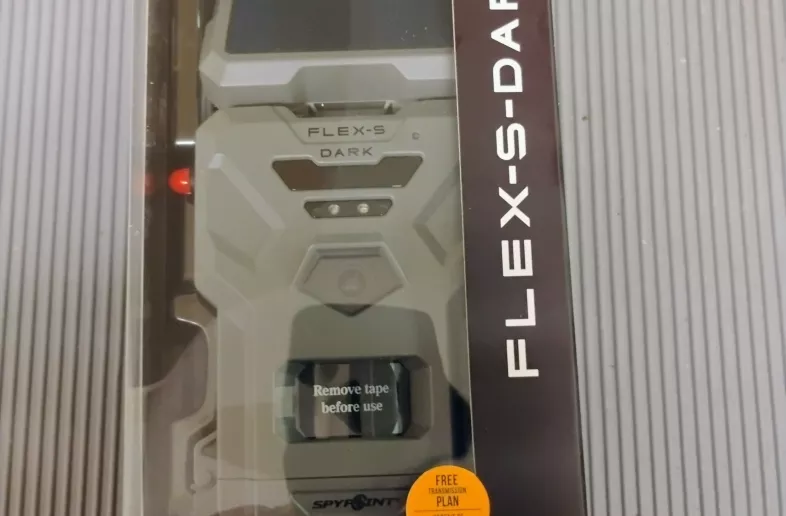 FLEX-S
DARK
Remove tape
before use
SPYPOINT
FREE
TRANSMISSION
PLAN
FLEX-S-DAR